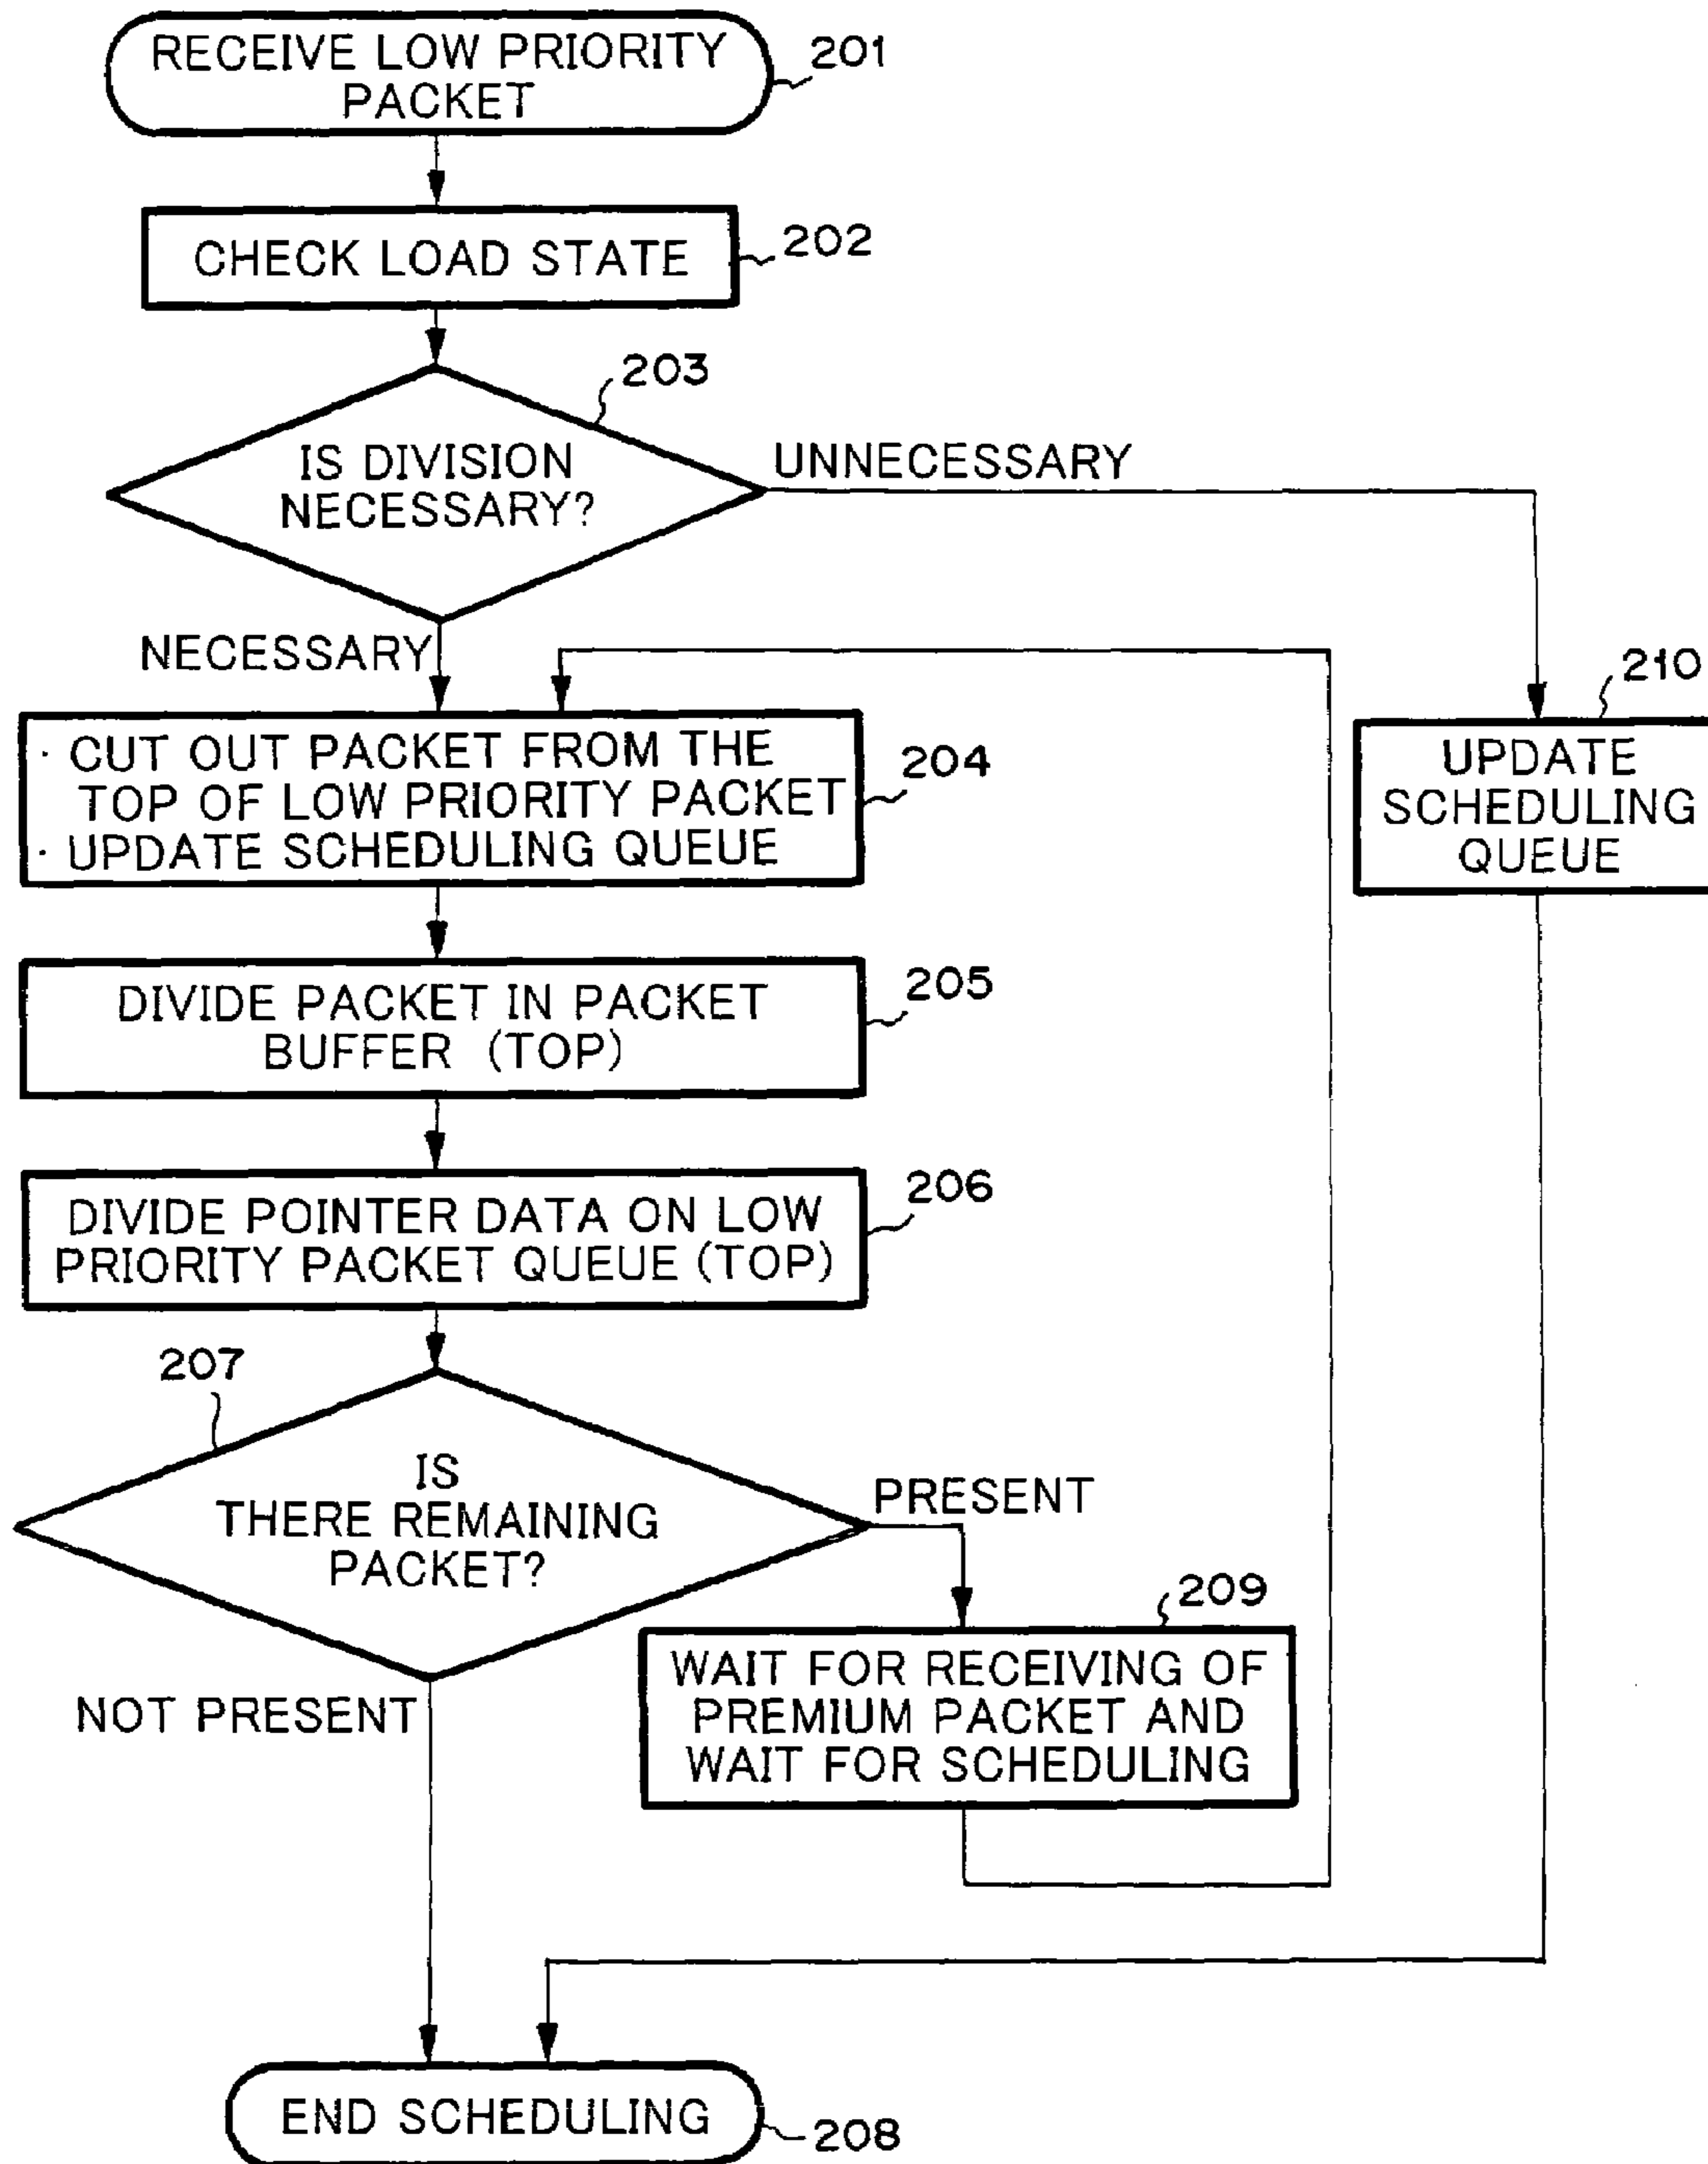 RECEIVE LOW PRIORITY
PACKET
201
CHECK LOAD STATE
202
203
IS DIVISION
NECESSARY?
UNNECESSARY
NECESSARY
210
· CUT OUT PACKET FROM THE
TOP OF LOW PRIORITY PACKET
· UPDATE SCHEDULING QUEUE
204
UPDATE
SCHEDULING
QUEUE
DIVIDE PACKET IN PACKET
BUFFER (TOP)
205
DIVIDE POINTER DATA ON LOW
PRIORITY PACKET QUEUE (TOP)
206
207
IS
THERE REMAINING
PACKET?
PRESENT
209
WAIT FOR RECEIVING OF
PREMIUM PACKET AND
WAIT FOR SCHEDULING
NOT PRESENT
END SCHEDULING
208